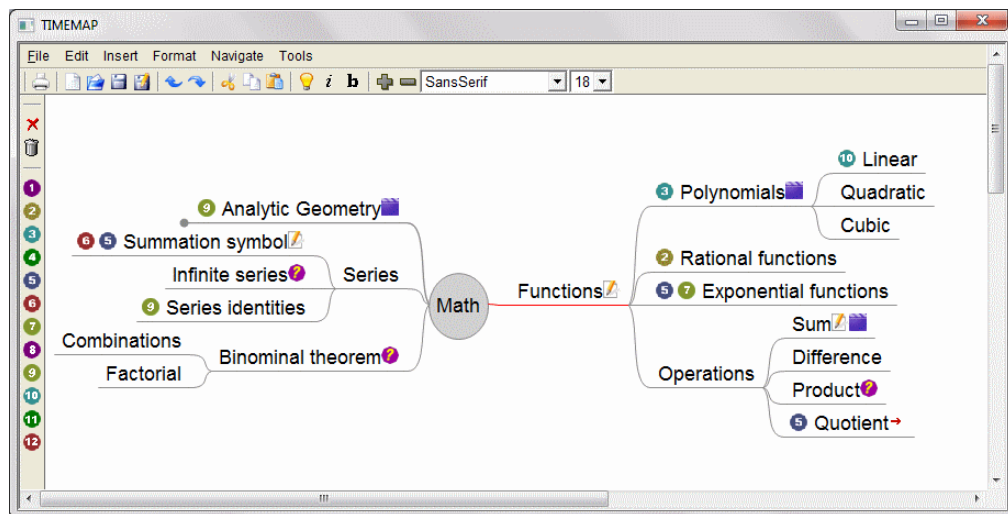 TIMEMAP
File Edit Insert Format Navigate Tools
i b SansSerif 18
1
2
3
4
5
6
7
8
9
10
11
12
9 Analytic Geometry
6 5 Summation symbol
Infinite series ?
Series
9 Series identities
Combinations
Factorial
Binominal theorem ?
Math
Functions
3 Polynomials
10 Linear
Quadratic
Cubic
2 Rational functions
5 7 Exponential functions
Operations
Sum
Difference
Product ?
5 Quotient